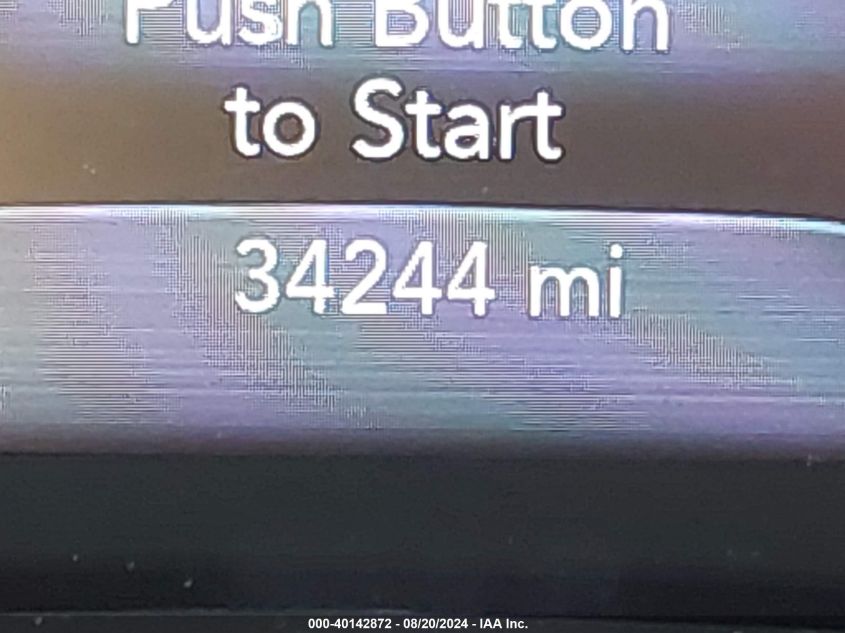 Push Button
to Start
34244 mi
000-40142872 - 08/20/2024 - IAA Inc.